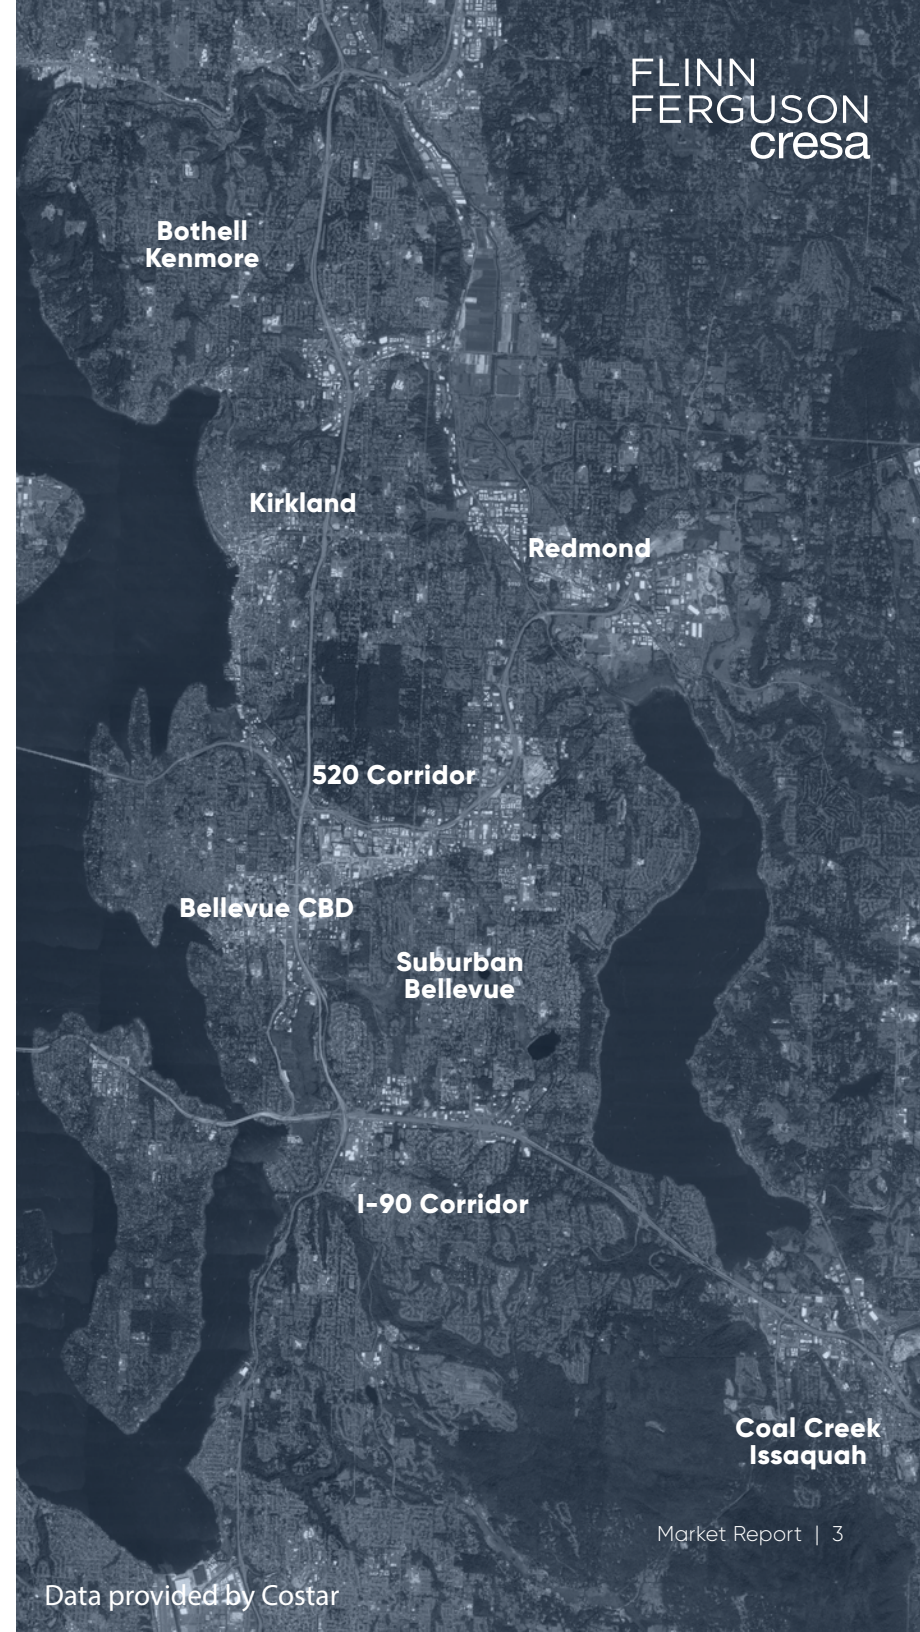 FLINN
FERGUSON
cresa
Bothell
Kenmore
Kirkland
Redmond
520 Corridor
Bellevue CBD
Suburban
Bellevue
I-90 Corridor
Coal Creek
Issaquah
Market Report | 3
Data provided by Costar